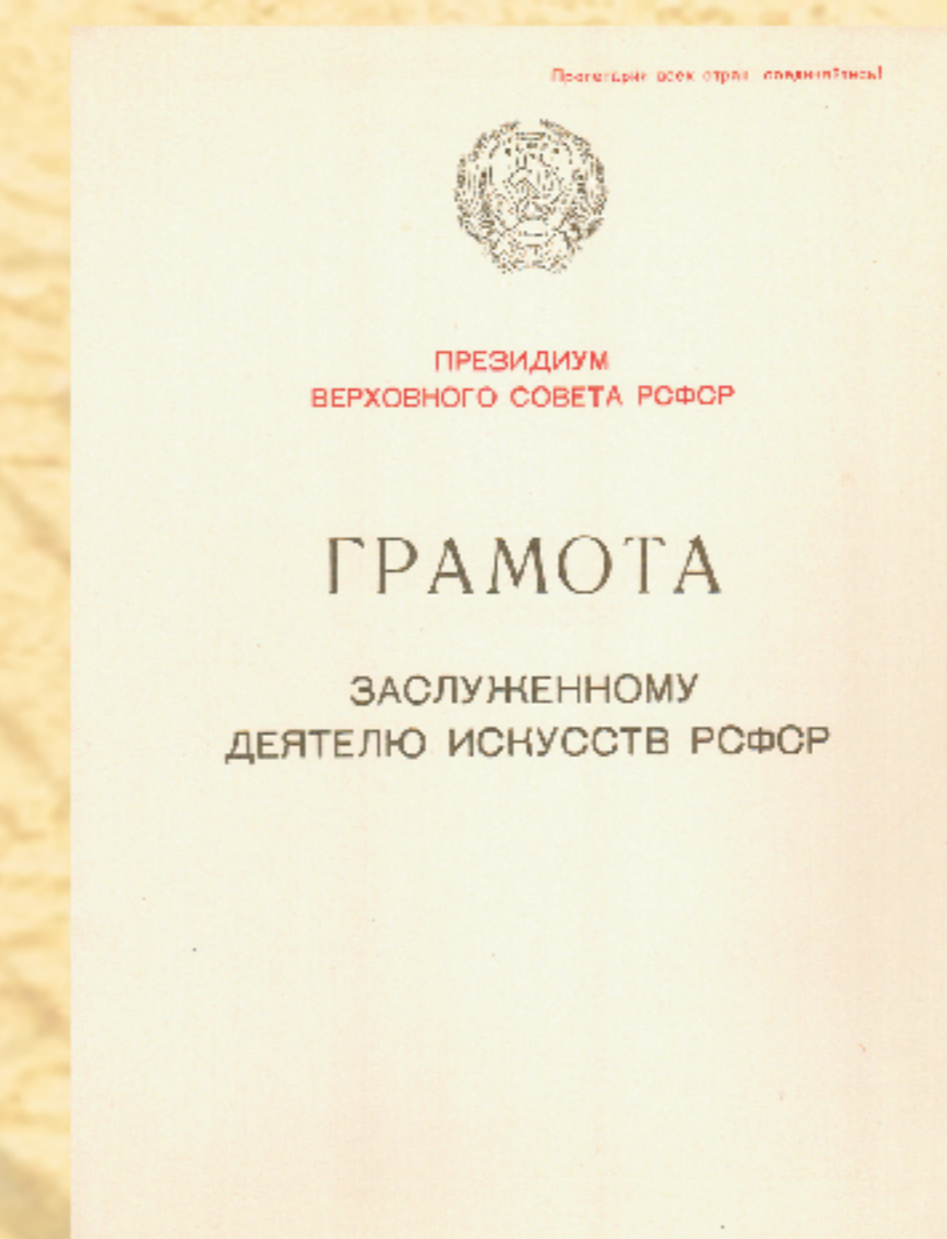 Пролетарии всех стран, соединяйтесь!
ПРЕЗИДИУМ
ВЕРХОВНОГО СОВЕТА РСФСР
ГРАМОТА
ЗАСЛУЖЕННОМУ
ДЕЯТЕЛЮ ИСКУССТВ РСФСР